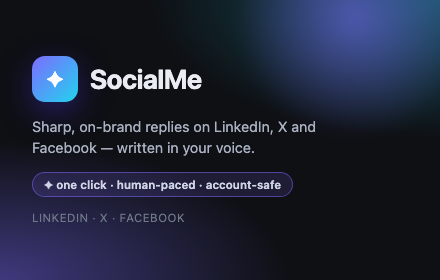 SocialMe
Sharp, on-brand replies on LinkedIn, X and
Facebook — written in your voice.
✦ one click · human-paced · account-safe
LINKEDIN · X · FACEBOOK